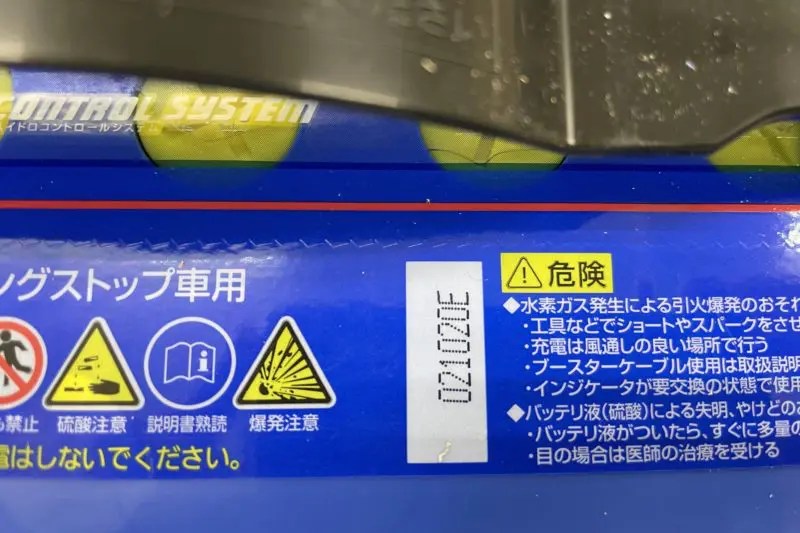 CONTROL SYSTEM
イドロコントロールシステム
ングストップ車用
禁止
硫酸注意
説明書熟読
爆発注意
電はしないでください。
021020E
危険
◆水素ガス発生による引火爆発のおそれ
・工具などでショートやスパークをさせ
・充電は風通しの良い場所で行う
・ブースターケーブル使用は取扱説明
・インジケータが要交換の状態で使用
◆バッテリ液(硫酸)による失明、やけどの
・バッテリ液がついたら、すぐに多量の
・目の場合は医師の治療を受ける